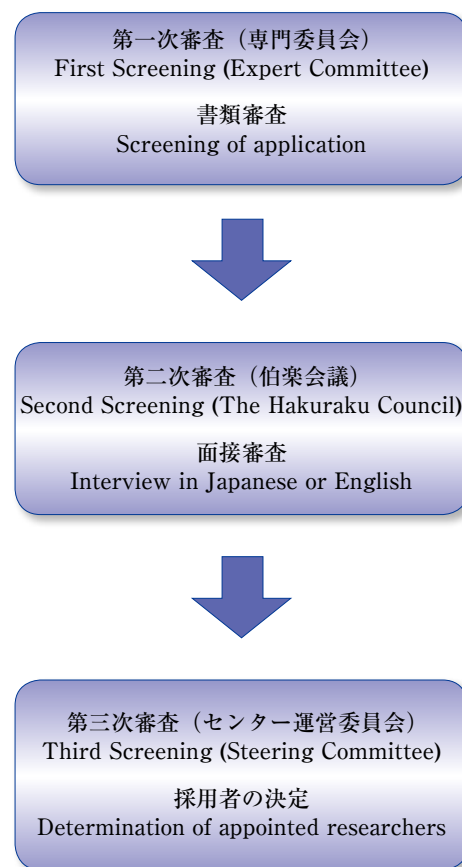 第一次審査（専門委員会）
First Screening (Expert Committee)
書類審査
Screening of application
第二次審査（伯楽会議）
Second Screening (The Hakuraku Council)
面接審査
Interview in Japanese or English
第三次審査（センター運営委員会）
Third Screening (Steering Committee)
採用者の決定
Determination of appointed researchers